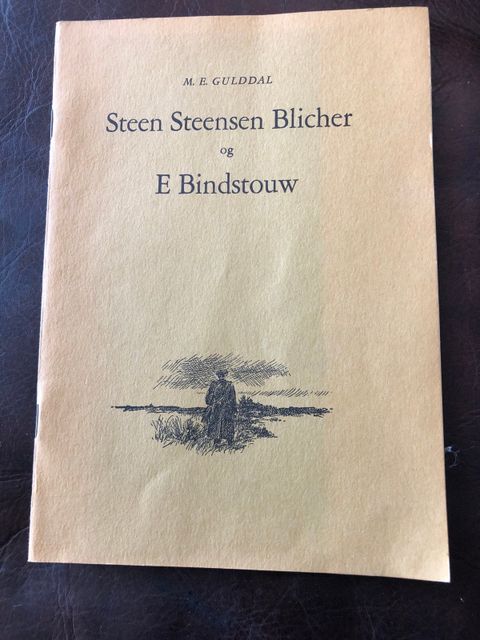 M. E. GULDDAL
Steen Steensen Blicher
og
E Bindstouw